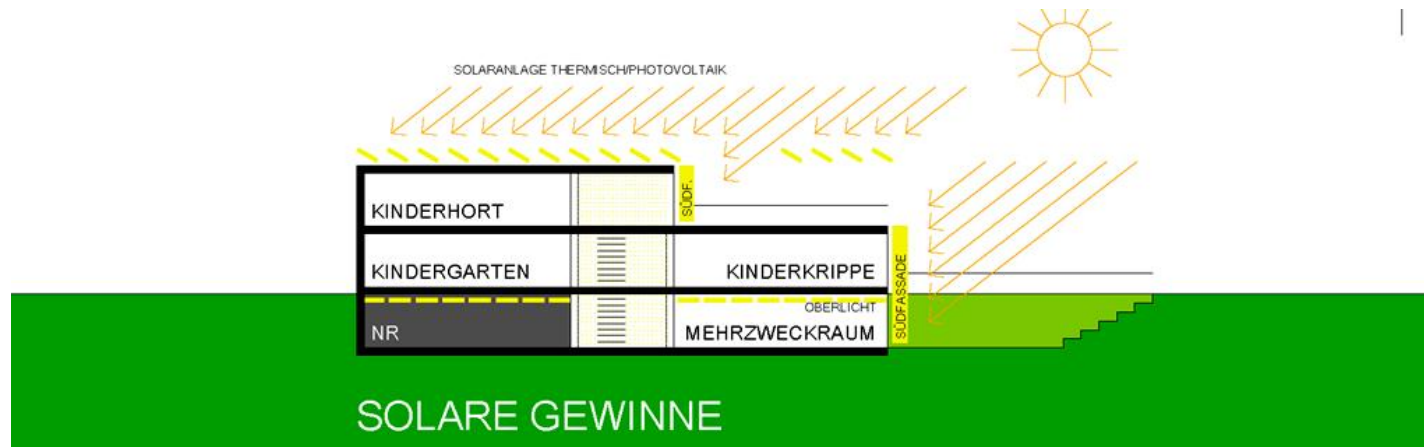 SOLARANLAGE THERMISCH/PHOTOVOLTAIK
KINDERHORT
SÜDF.
KINDERGARTEN
KINDERKRIPPE
SÜDFASSADE
OBERLICHT
NR
MEHRZWECKRAUM
SOLARE GEWINNE